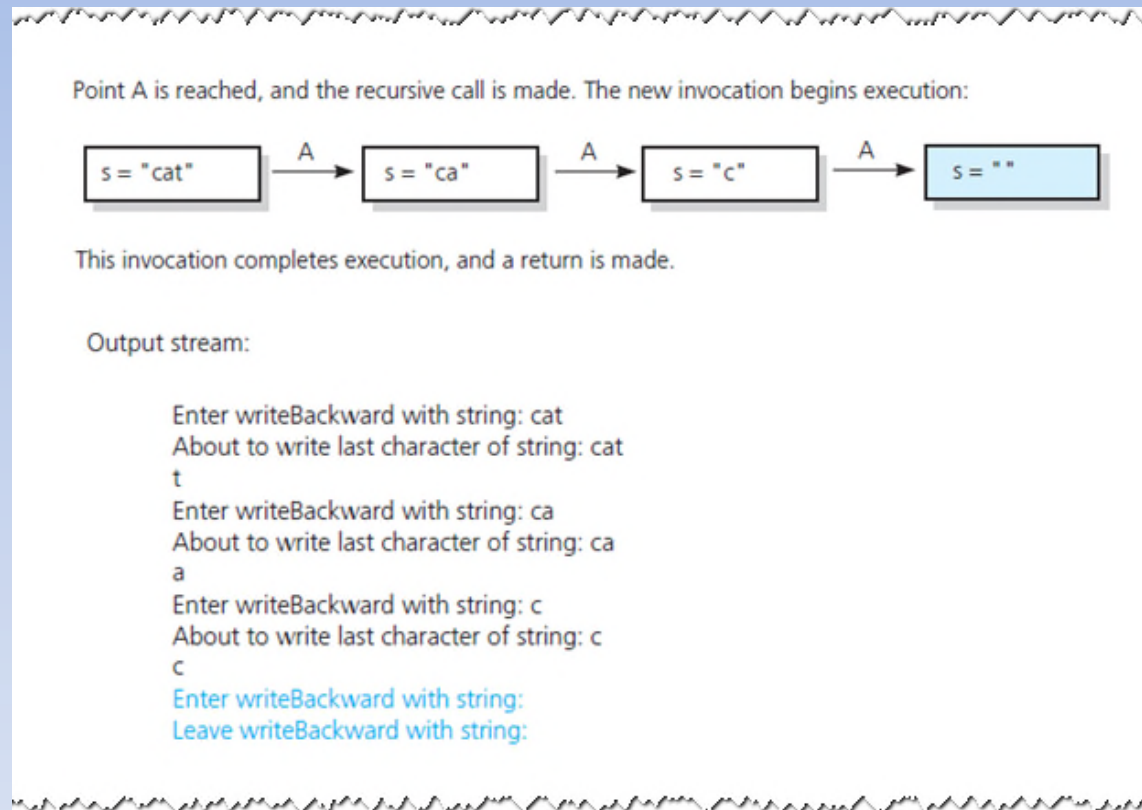 Point A is reached, and the recursive call is made. The new invocation begins execution:
A A A
s = "cat" s = "ca" s = "c" s = " "
This invocation completes execution, and a return is made.
Output stream:
Enter writeBackward with string: cat
About to write last character of string: cat
t
Enter writeBackward with string: ca
About to write last character of string: ca
a
Enter writeBackward with string: c
About to write last character of string: c
c
Enter writeBackward with string:
Leave writeBackward with string: